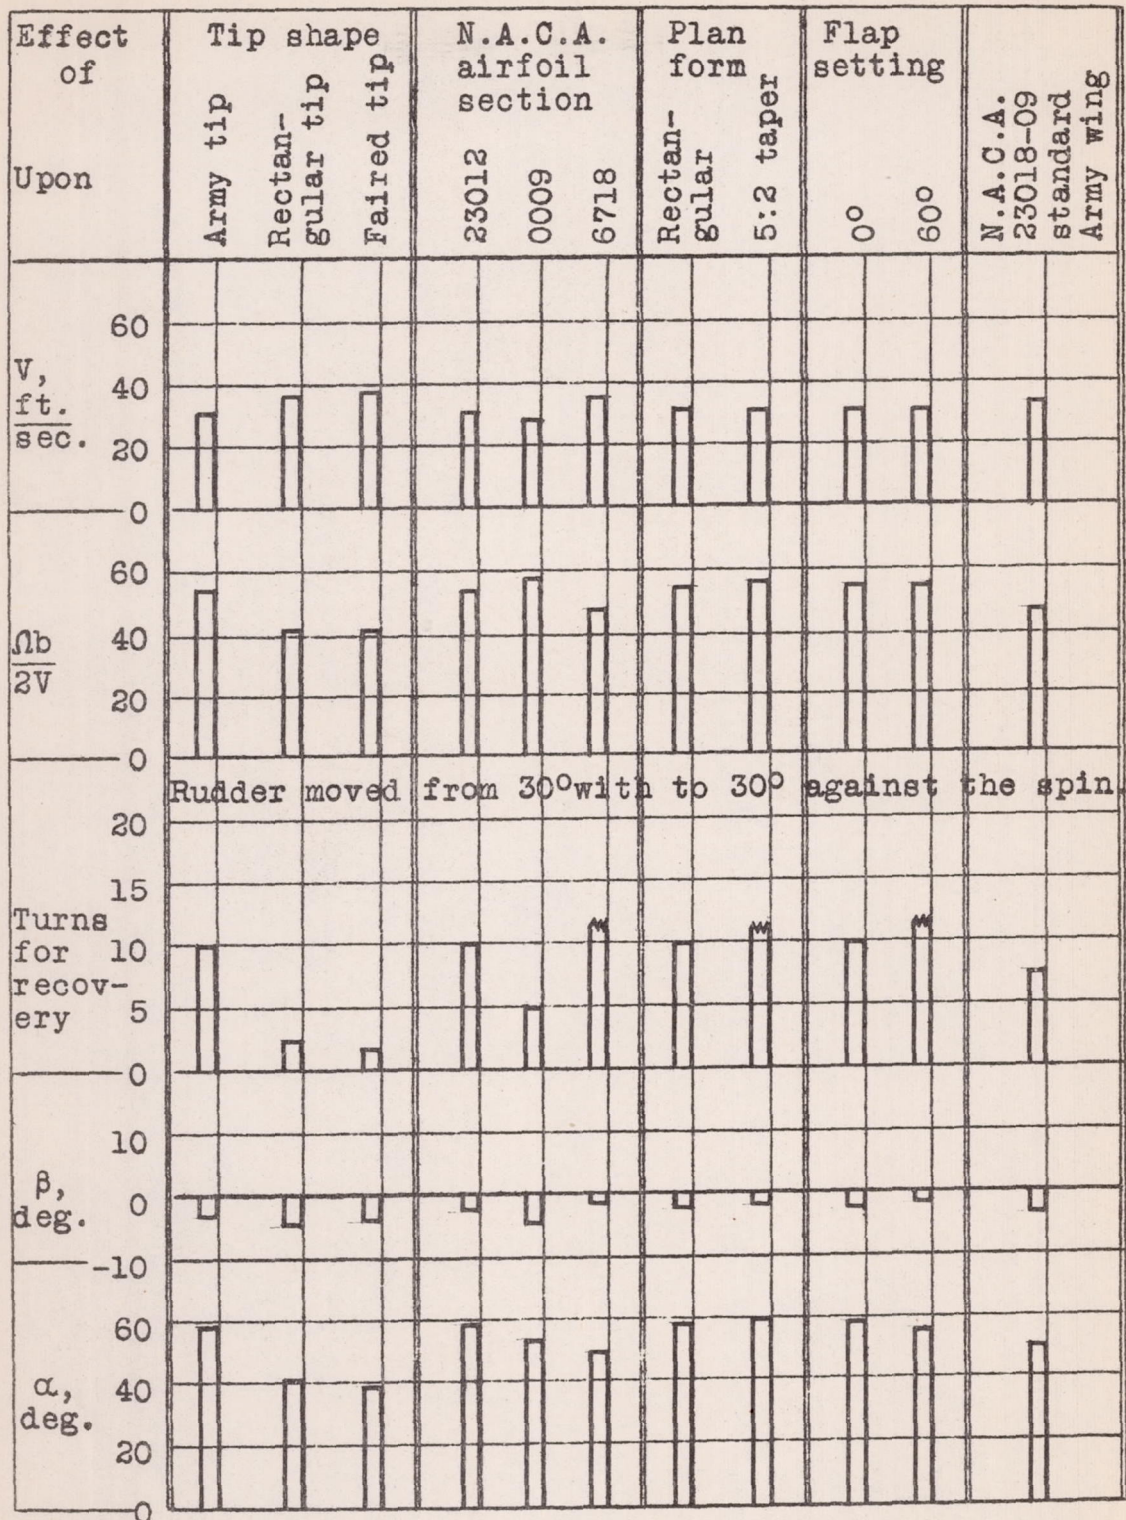 Effect
of
Upon
Tip shape
Army tip
Rectan-
gular tip
Faired tip
N.A.C.A.
airfoil
section
23012
0009
6718
Plan
form
Rectan-
gular
5:2 taper
Flap
setting
0°
60°
N.A.C.A.
23018-09
standard
Army wing
V,
ft.
sec.
60
40
20
0
Ωb
2V
60
40
20
0
Rudder moved from 30° with to 30° against the spin.
Turns
for
recov-
ery
20
15
10
5
0
β,
deg.
10
0
-10
α,
deg.
60
40
20
0